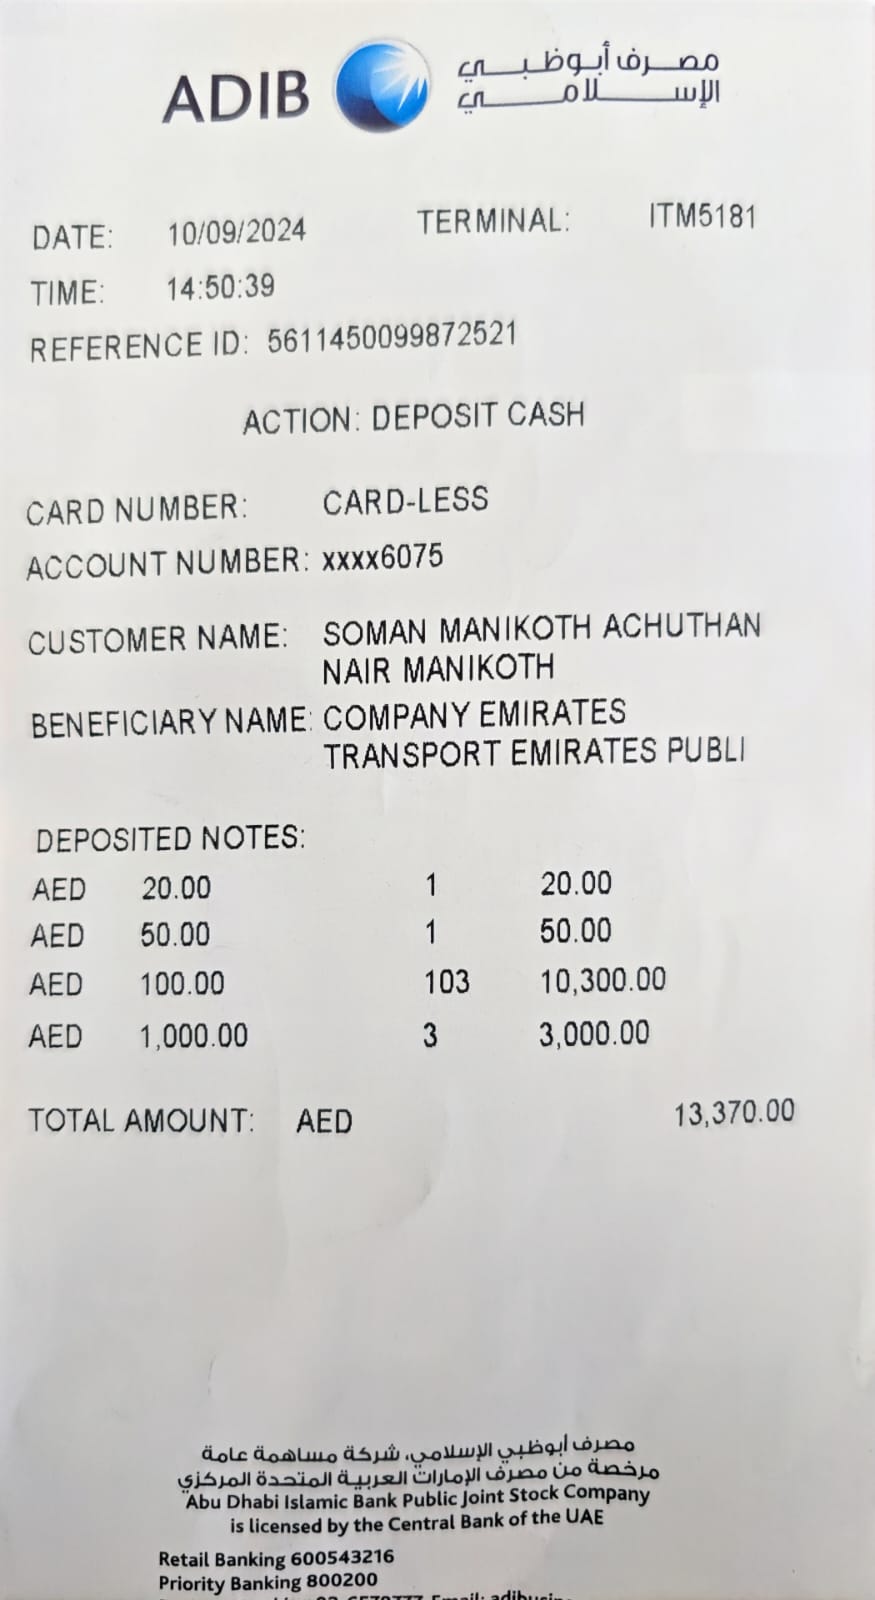 ADIB
مصرف أبوظبي
الإسلامي
DATE: 10/09/2024 TERMINAL: ITM5181
TIME: 14:50:39
REFERENCE ID: 5611450099872521
ACTION: DEPOSIT CASH
CARD NUMBER: CARD-LESS
ACCOUNT NUMBER: xxxx6075
CUSTOMER NAME: SOMAN MANIKOTH ACHUTHAN
NAIR MANIKOTH
BENEFICIARY NAME: COMPANY EMIRATES
TRANSPORT EMIRATES PUBLI
DEPOSITED NOTES:
AED 20.00 1 20.00
AED 50.00 1 50.00
AED 100.00 103 10,300.00
AED 1,000.00 3 3,000.00
TOTAL AMOUNT: AED 13,370.00
مصرف أبوظبي الإسلامي، شركة مساهمة عامة
مرخصة من مصرف الإمارات العربية المتحدة المركزي
Abu Dhabi Islamic Bank Public Joint Stock Company
is licensed by the Central Bank of the UAE
Retail Banking 600543216
Priority Banking 800200
Email: